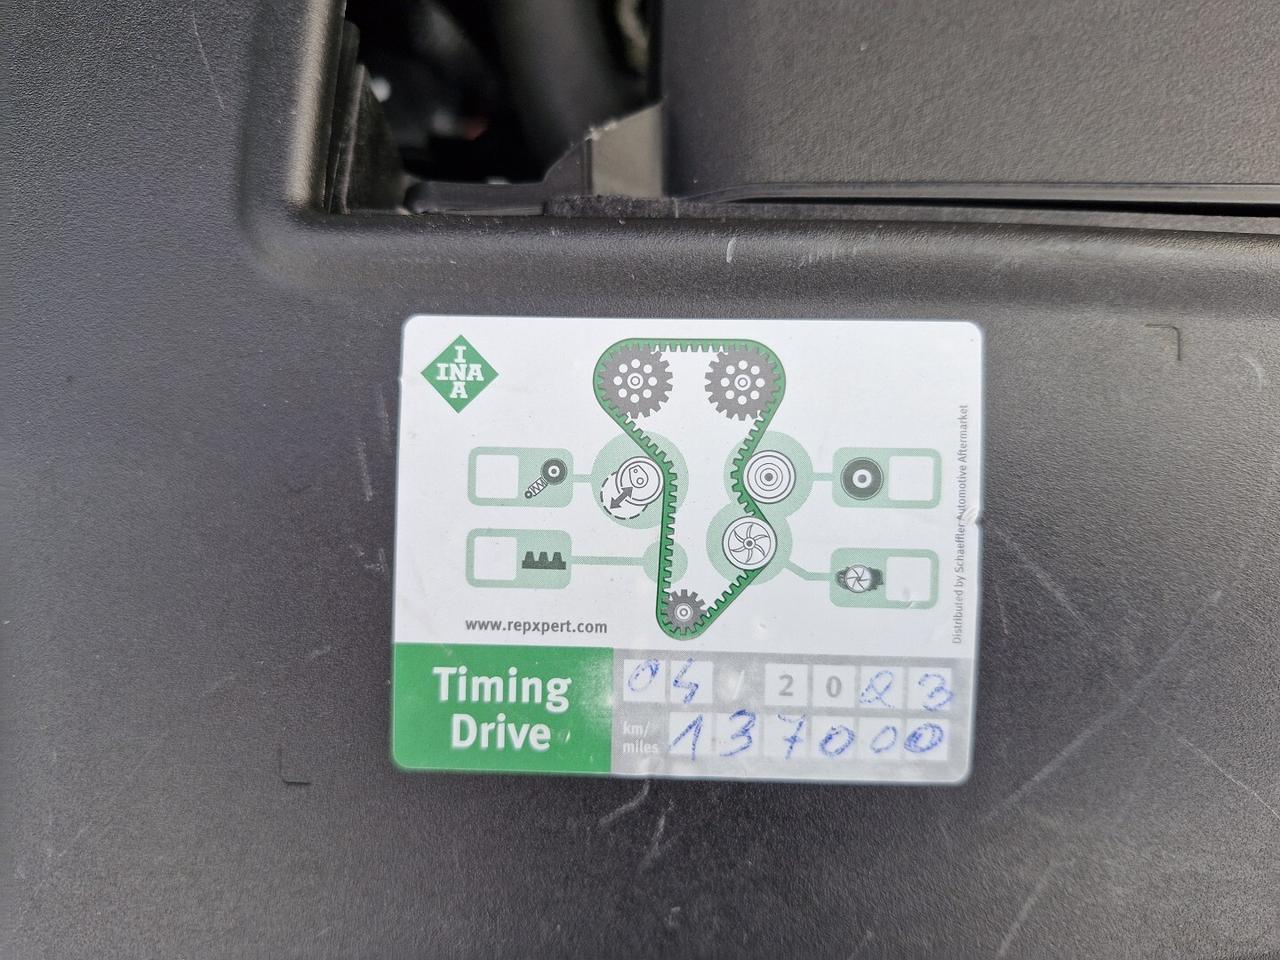 I
INA
A
Distributed by Schaeffler Automotive Aftermarket
www.repxpert.com
Timing
Drive
04 / 2023
km/
miles
137000